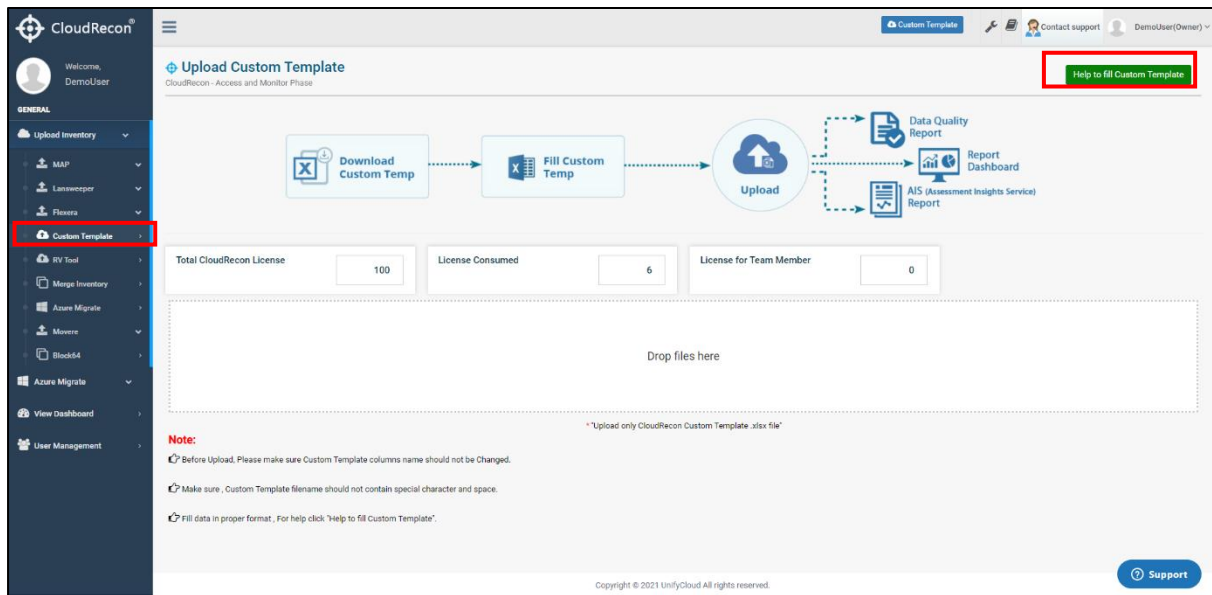 CloudRecon®
Custom Template
Contact support
DemoUser(Owner)
Welcome,
DemoUser
GENERAL
Upload Inventory
MAP
Lansweeper
Flexera
Custom Template
RV Tool
Merge Inventory
Azure Migrate
Movere
Block64
Azure Migrate
View Dashboard
User Management
Upload Custom Template
CloudRecon - Access and Monitor Phase
Help to fill Custom Template
Download
Custom Temp
Fill Custom
Temp
Upload
Data Quality
Report
Report
Dashboard
AIS (Assessment Insights Service)
Report
Total CloudRecon License
100
License Consumed
6
License for Team Member
0
Drop files here
* "Upload only CloudRecon Custom Template .xlsx file"
Note:
Before Upload, Please make sure Custom Template columns name should not be Changed.
Make sure , Custom Template filename should not contain special character and space.
Fill data in proper format , For help click "Help to fill Custom Template".
Copyright © 2021 UnifyCloud All rights reserved.
Support